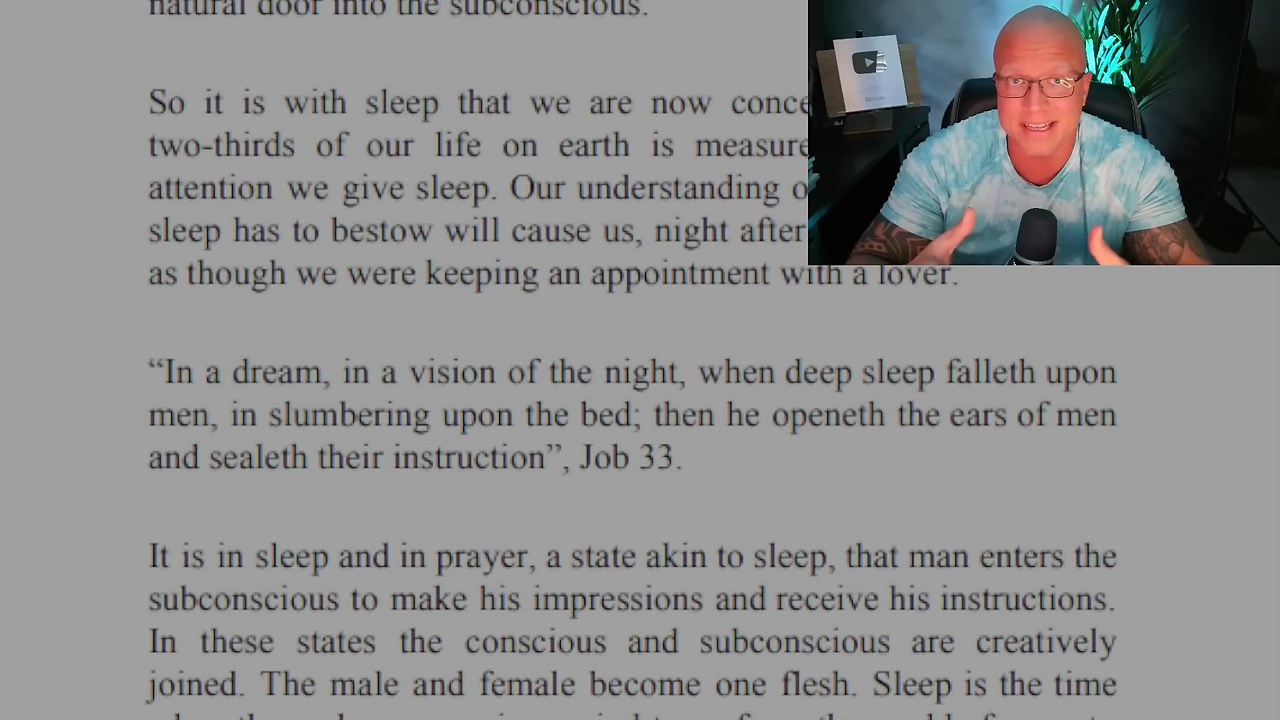 natural door into the subconscious.
So it is with sleep that we are now
two-thirds of our life on earth is
attention we give sleep. Our understanding
sleep has to bestow will cause us, night after
as though we were keeping an appointment with a lover.
“In a dream, in a vision of the night, when deep sleep falleth upon
men, in slumbering upon the bed; then he openeth the ears of men
and sealeth their instruction”, Job 33.
It is in sleep and in prayer, a state akin to sleep, that man enters the
subconscious to make his impressions and receive his instructions.
In these states the conscious and subconscious are creatively
joined. The male and female become one flesh. Sleep is the time